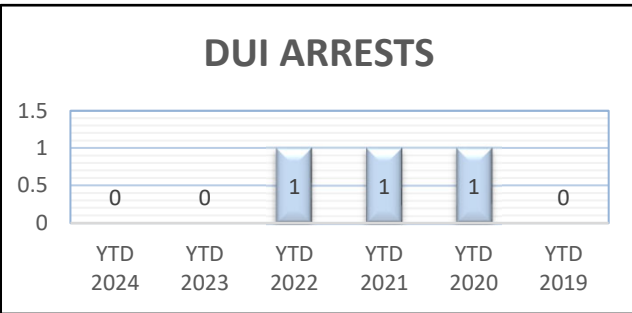 DUI ARRESTS
1.5
1
0.5
0
0 0 1 1 1 0
YTD YTD YTD YTD YTD YTD
2024 2023 2022 2021 2020 2019